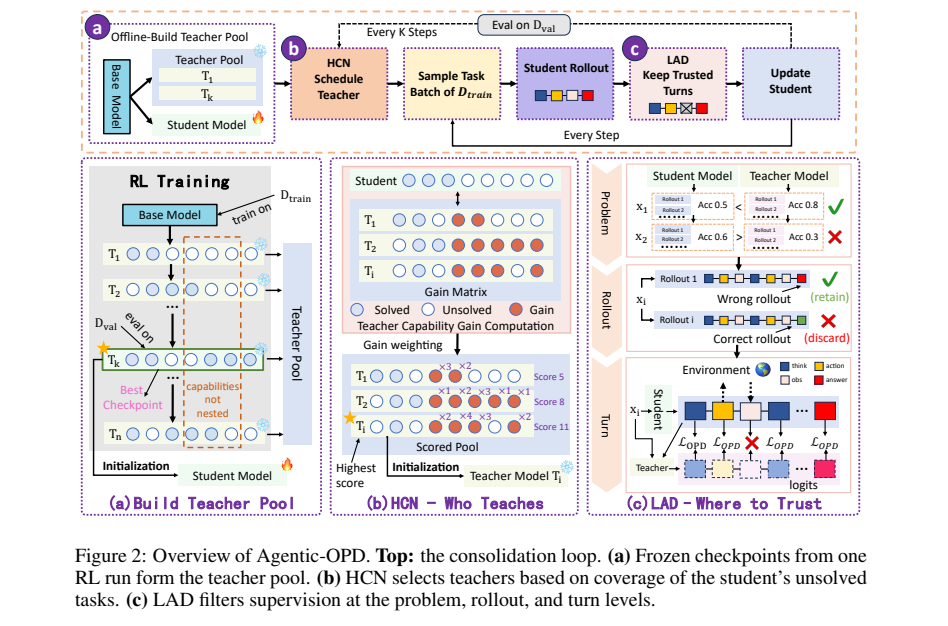 a
Offline-Build Teacher Pool
Base Model
Teacher Pool
T1
Tk
Student Model
b
HCN
Schedule
Teacher
Every K Steps
Eval on Dval
Sample Task
Batch of Dtrain
Student Rollout
c
LAD
Keep Trusted
Turns
Update
Student
Every Step
RL Training
Dtrain
train on
Base Model
T1
T2
...
Dval
eval on
Tk
Best
Checkpoint
...
capabilities
not
nested
Tn
Teacher Pool
Initialization
Student Model
(a)Build Teacher Pool
Student
T1
T2
Ti
Gain Matrix
Solved
Unsolved
Gain
Teacher Capability Gain Computation
Gain weighting
×3 ×2
T1 Score 5
×1 ×2 ×3 ×1 ×1
T2 Score 8
×2 ×4 ×3 ×2
Ti Score 11
Scored Pool
Highest
score
Initialization
Teacher Model Ti
(b)HCN - Who Teaches
Problem
Student Model
Teacher Model
x1
Rollout 1
Rollout 2
......
Acc 0.5
<
Rollout 1
Rollout 2
......
Acc 0.8
x2
Rollout 1
Rollout 2
......
Acc 0.6
>
Rollout 1
Rollout 2
......
Acc 0.3
Rollout
xi
Rollout 1
Wrong rollout
(retain)
Rollout i
Correct rollout
(discard)
Turn
Environment
think
action
obs
answer
xi
Student
...
LOPD
LOPD
LOPD
LOPD
Teacher
...
logits
(c)LAD - Where to Trust
Figure 2: Overview of Agentic-OPD. Top: the consolidation loop. (a) Frozen checkpoints from one
RL run form the teacher pool. (b) HCN selects teachers based on coverage of the student's unsolved
tasks. (c) LAD filters supervision at the problem, rollout, and turn levels.